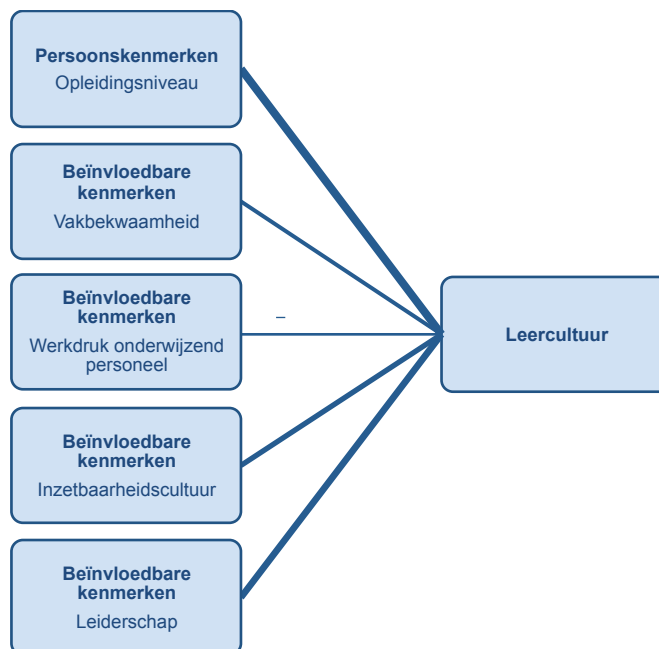 Persoonskenmerken
Opleidingsniveau
Beïnvloedbare
kenmerken
Vakbekwaamheid
Beïnvloedbare
kenmerken
Werkdruk onderwijzend
personeel
–
Beïnvloedbare
kenmerken
Inzetbaarheidscultuur
Beïnvloedbare
kenmerken
Leiderschap
Leercultuur